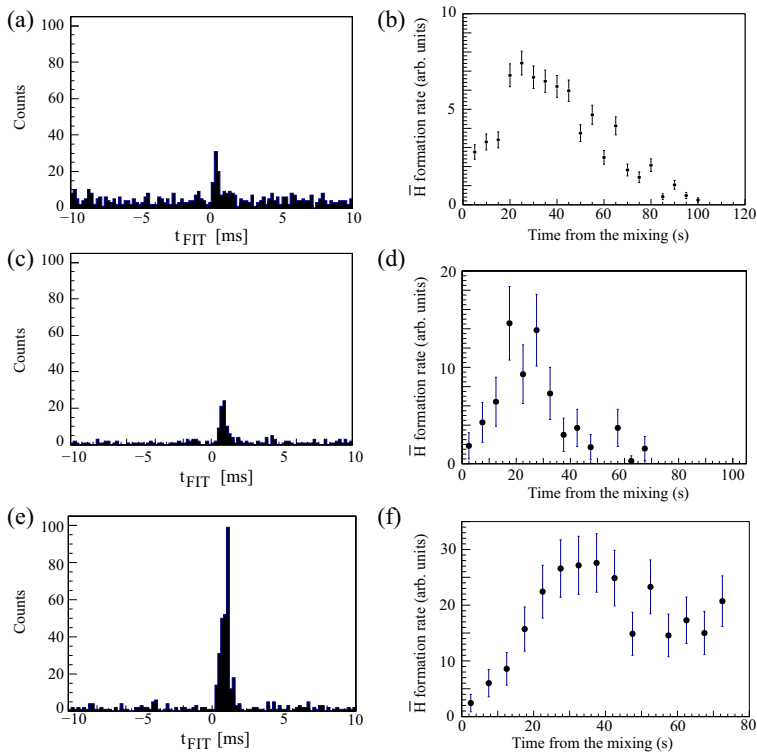 (a)
100
80
60
40
20
0
Counts
−10 −5 0 5 10
t_FIT [ms]
(b)
10
5
0
H̅ formation rate (arb. units)
0 20 40 60 80 100 120
Time from the mixing (s)
(c)
100
80
60
40
20
0
Counts
−10 −5 0 5 10
t_FIT [ms]
(d)
20
10
0
H̅ formation rate (arb. units)
0 20 40 60 80 100
Time from the mixing (s)
(e)
100
80
60
40
20
0
Counts
−10 −5 0 5 10
t_FIT [ms]
(f)
30
20
10
0
H̅ formation rate (arb. units)
0 20 40 60 80
Time from the mixing (s)